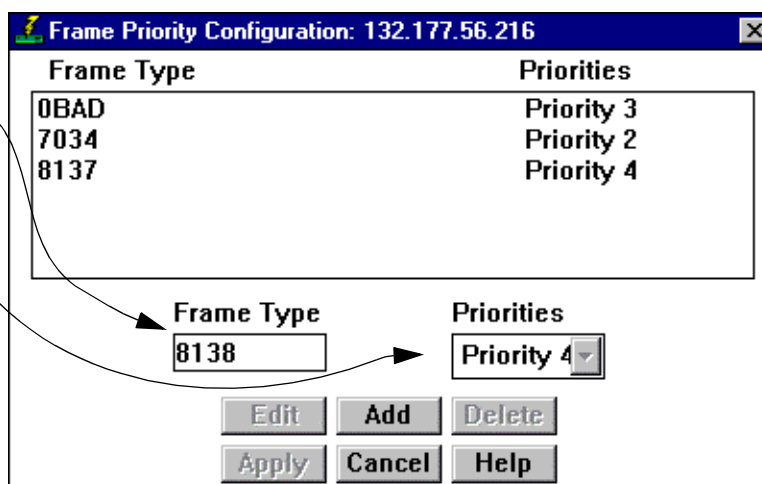 Frame Priority Configuration: 132.177.56.216
Frame Type Priorities
0BAD Priority 3
7034 Priority 2
8137 Priority 4
Frame Type Priorities
8138 Priority 4
Edit Add Delete
Apply Cancel Help